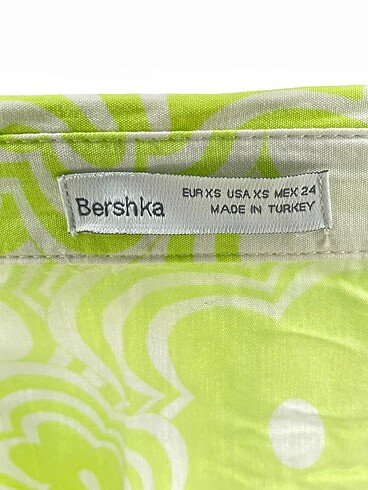 Bershka
EUR XS USA XS MEX 24
MADE IN TURKEY